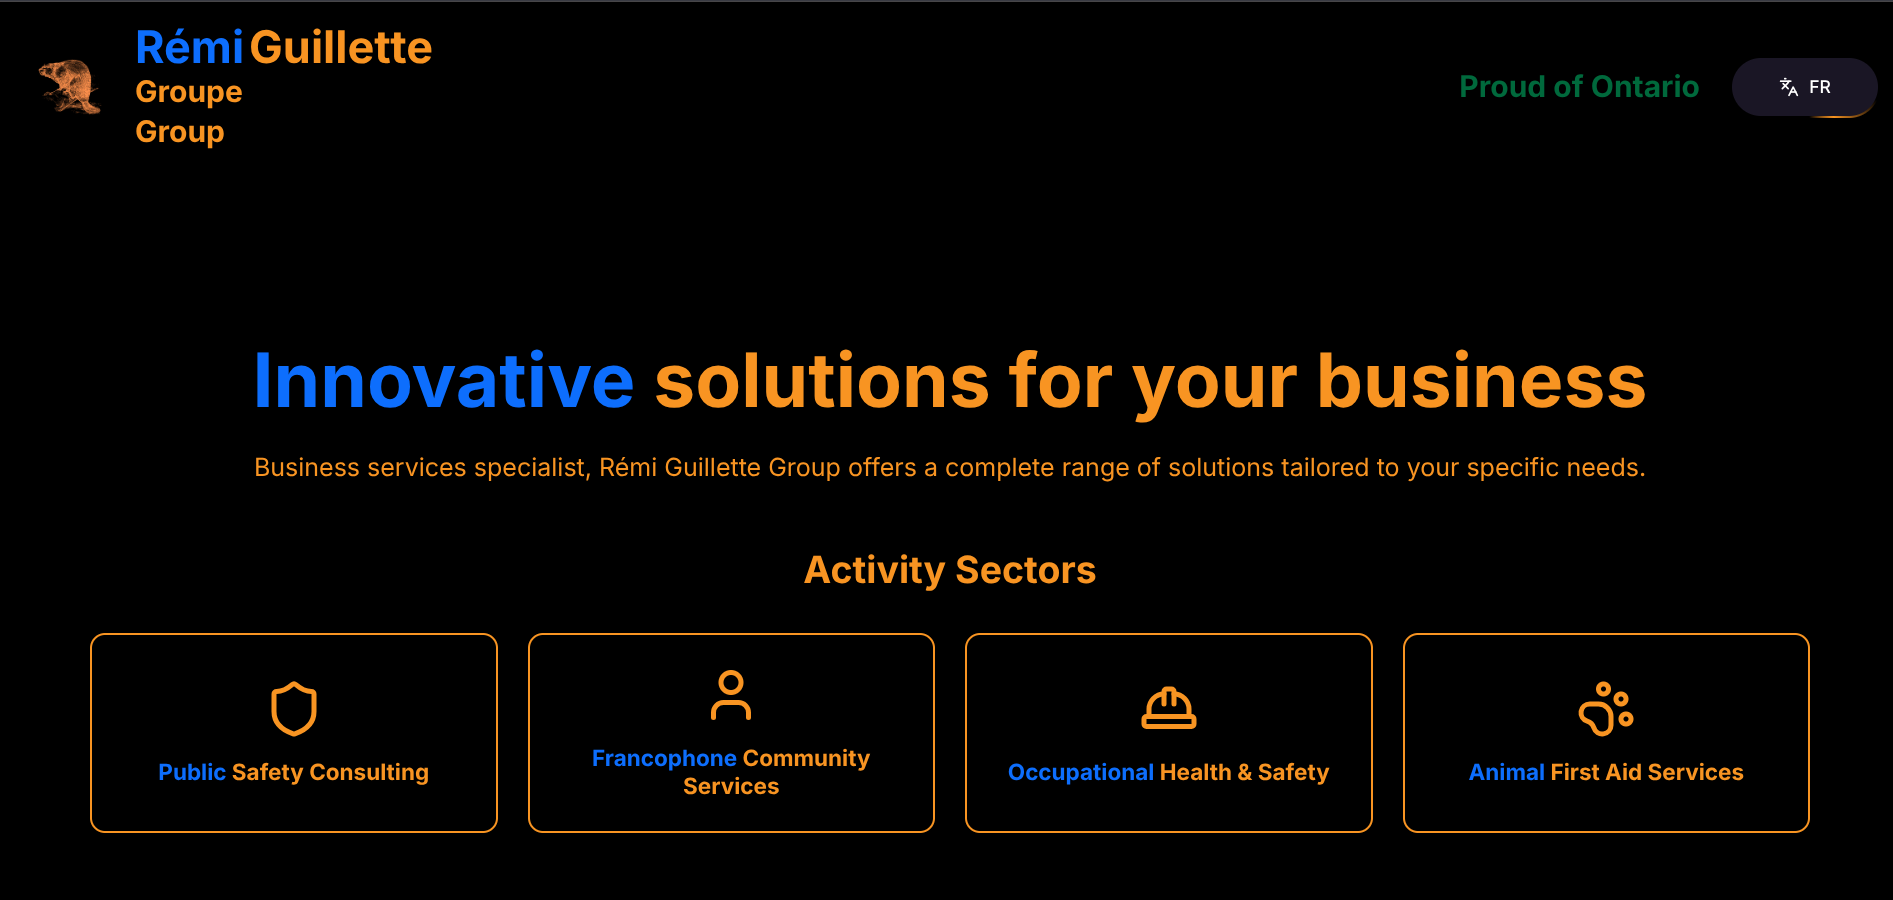 Rémi Guillette
Groupe
Group
Proud of Ontario
FR
Innovative solutions for your business
Business services specialist, Rémi Guillette Group offers a complete range of solutions tailored to your specific needs.
Activity Sectors
Public Safety Consulting
Francophone Community
Services
Occupational Health & Safety
Animal First Aid Services